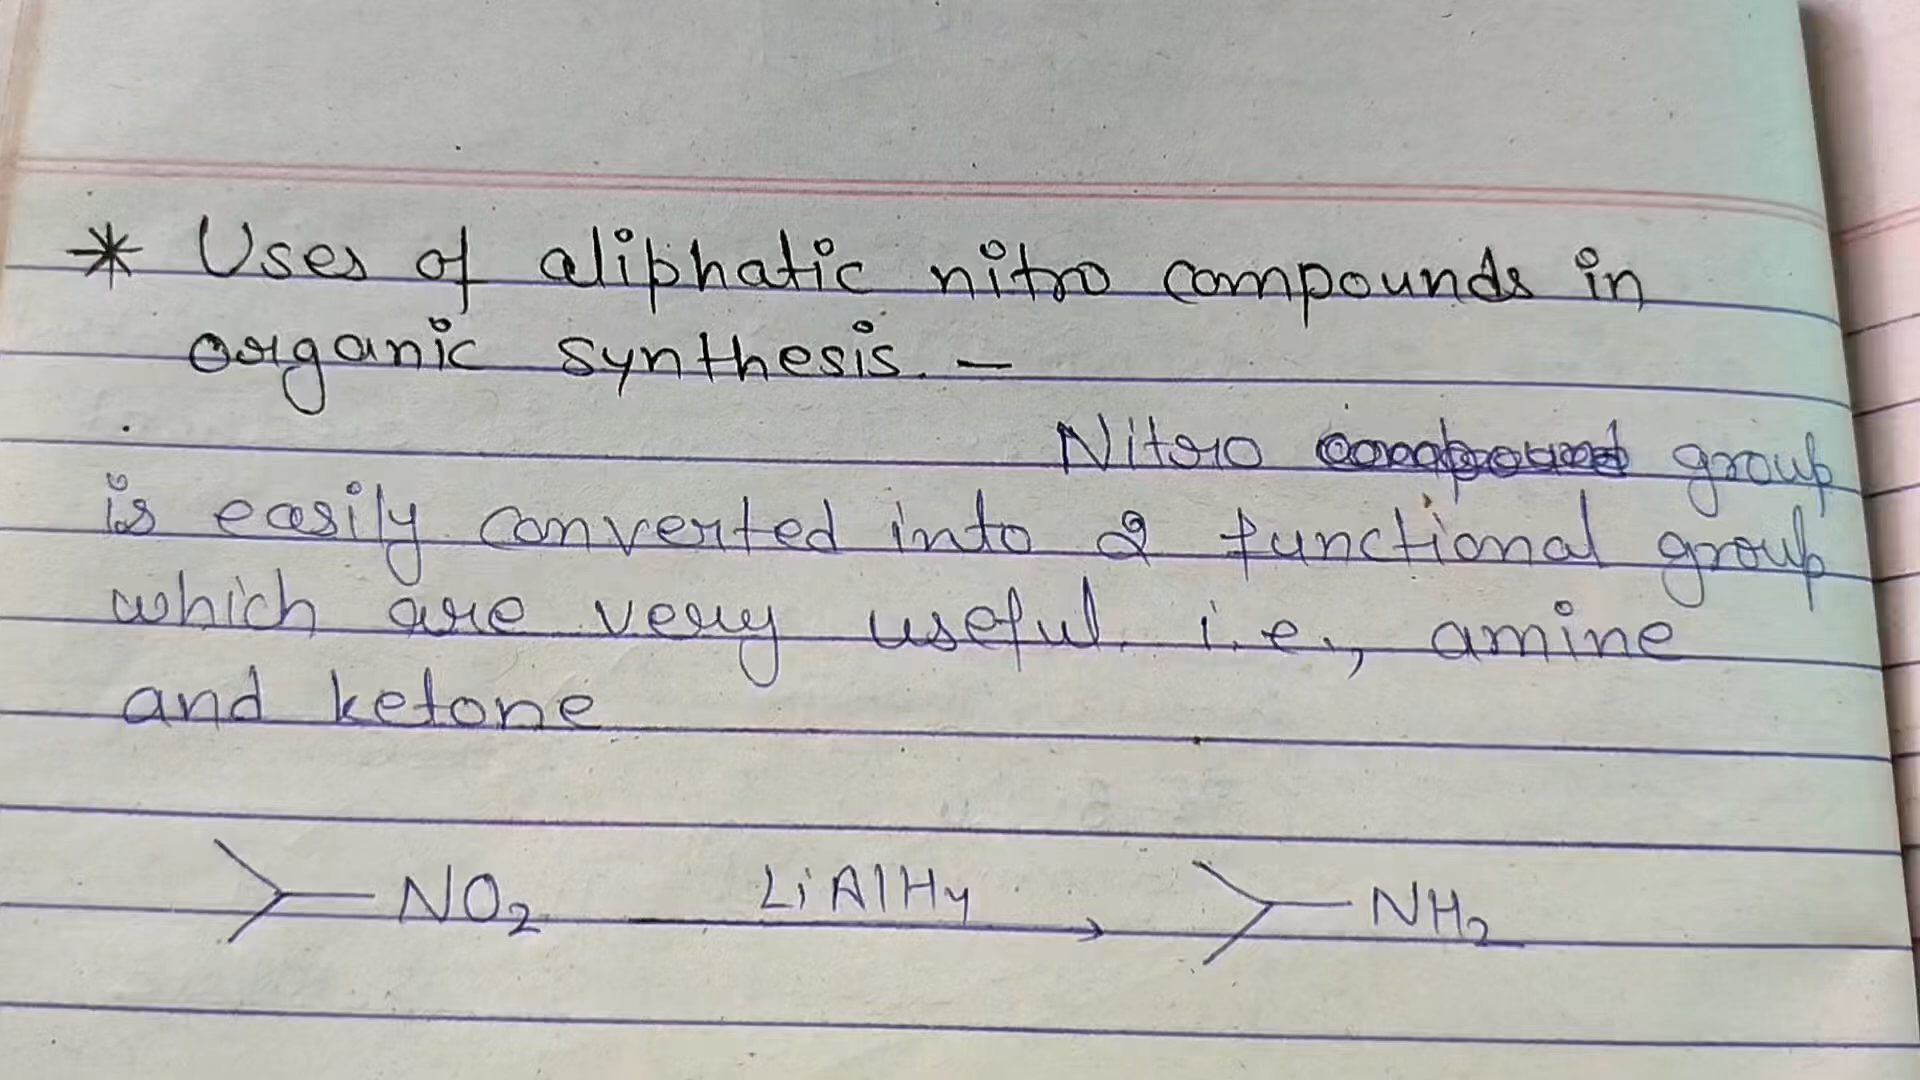 * Uses of aliphatic nitro compounds in
organic synthesis. —
Nitro compound group
is easily converted into 2 functional group
which are very useful i.e., amine
and ketone
NO2 LiAlH4 NH2